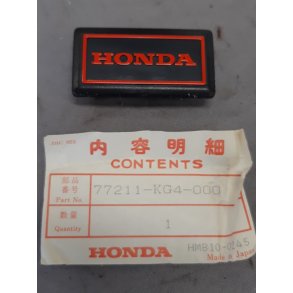 HONDA
内容明細
CONTENTS
部品
番号
Part No
77211-KG4-000
数量
Quantity
1
HONDA
HMB10-0245
Made in Japan